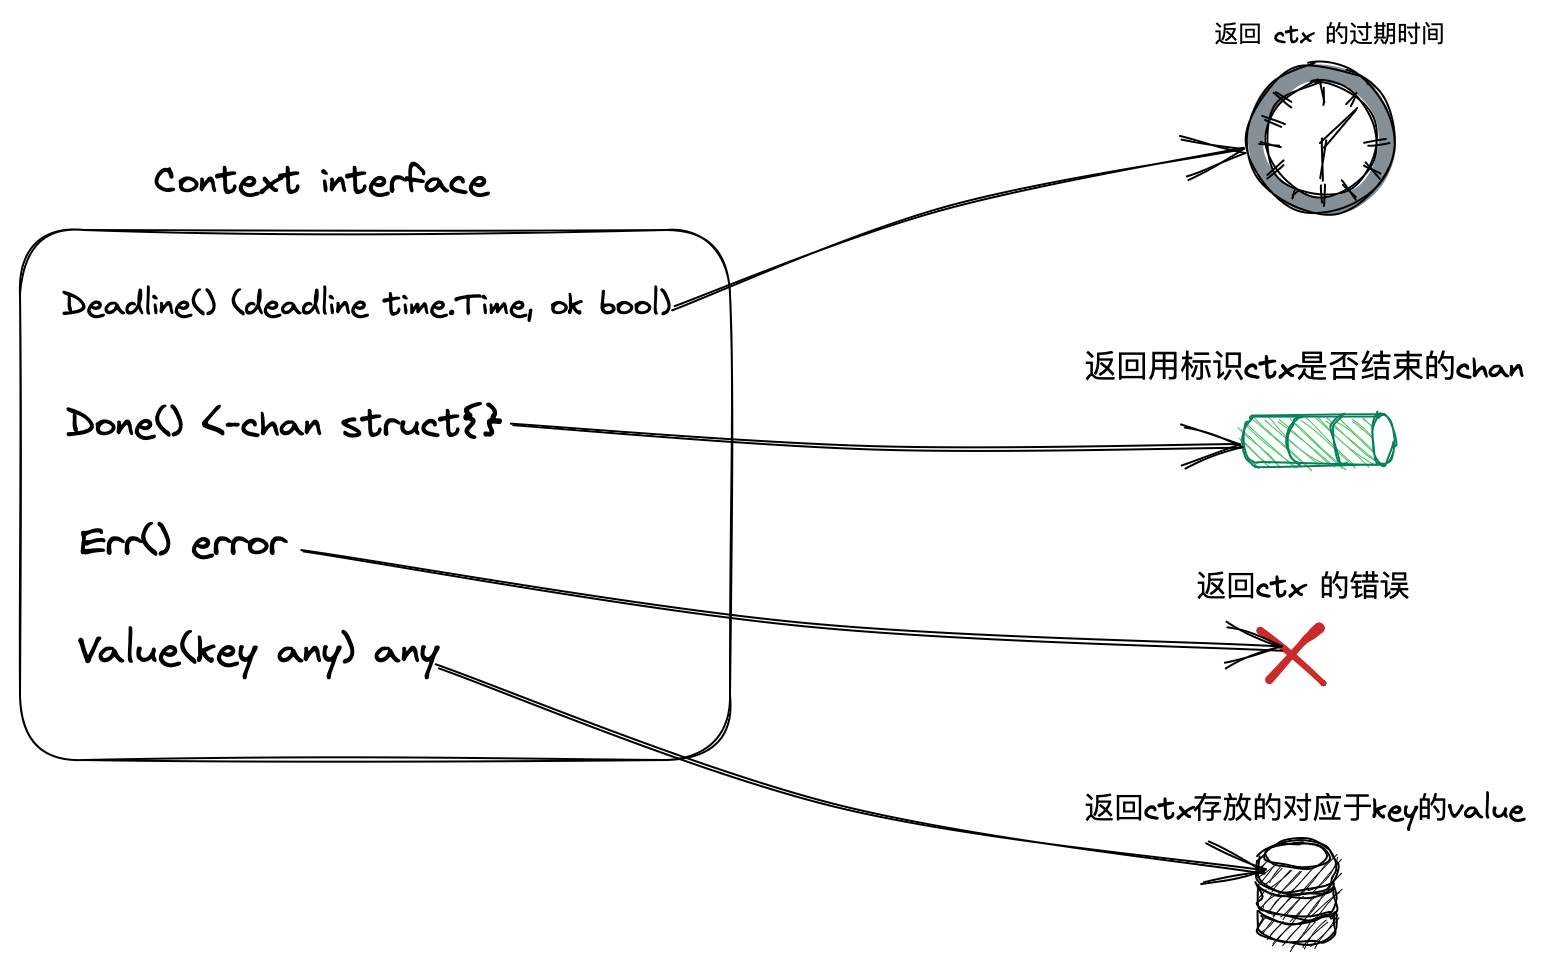 返回 ctx 的过期时间
Context interface
Deadline() (deadline time.Time, ok bool)
返回用标识ctx是否结束的chan
Done() <-chan struct{}
Err() error
返回ctx 的错误
Value(key any) any
返回ctx存放的对应于key的value